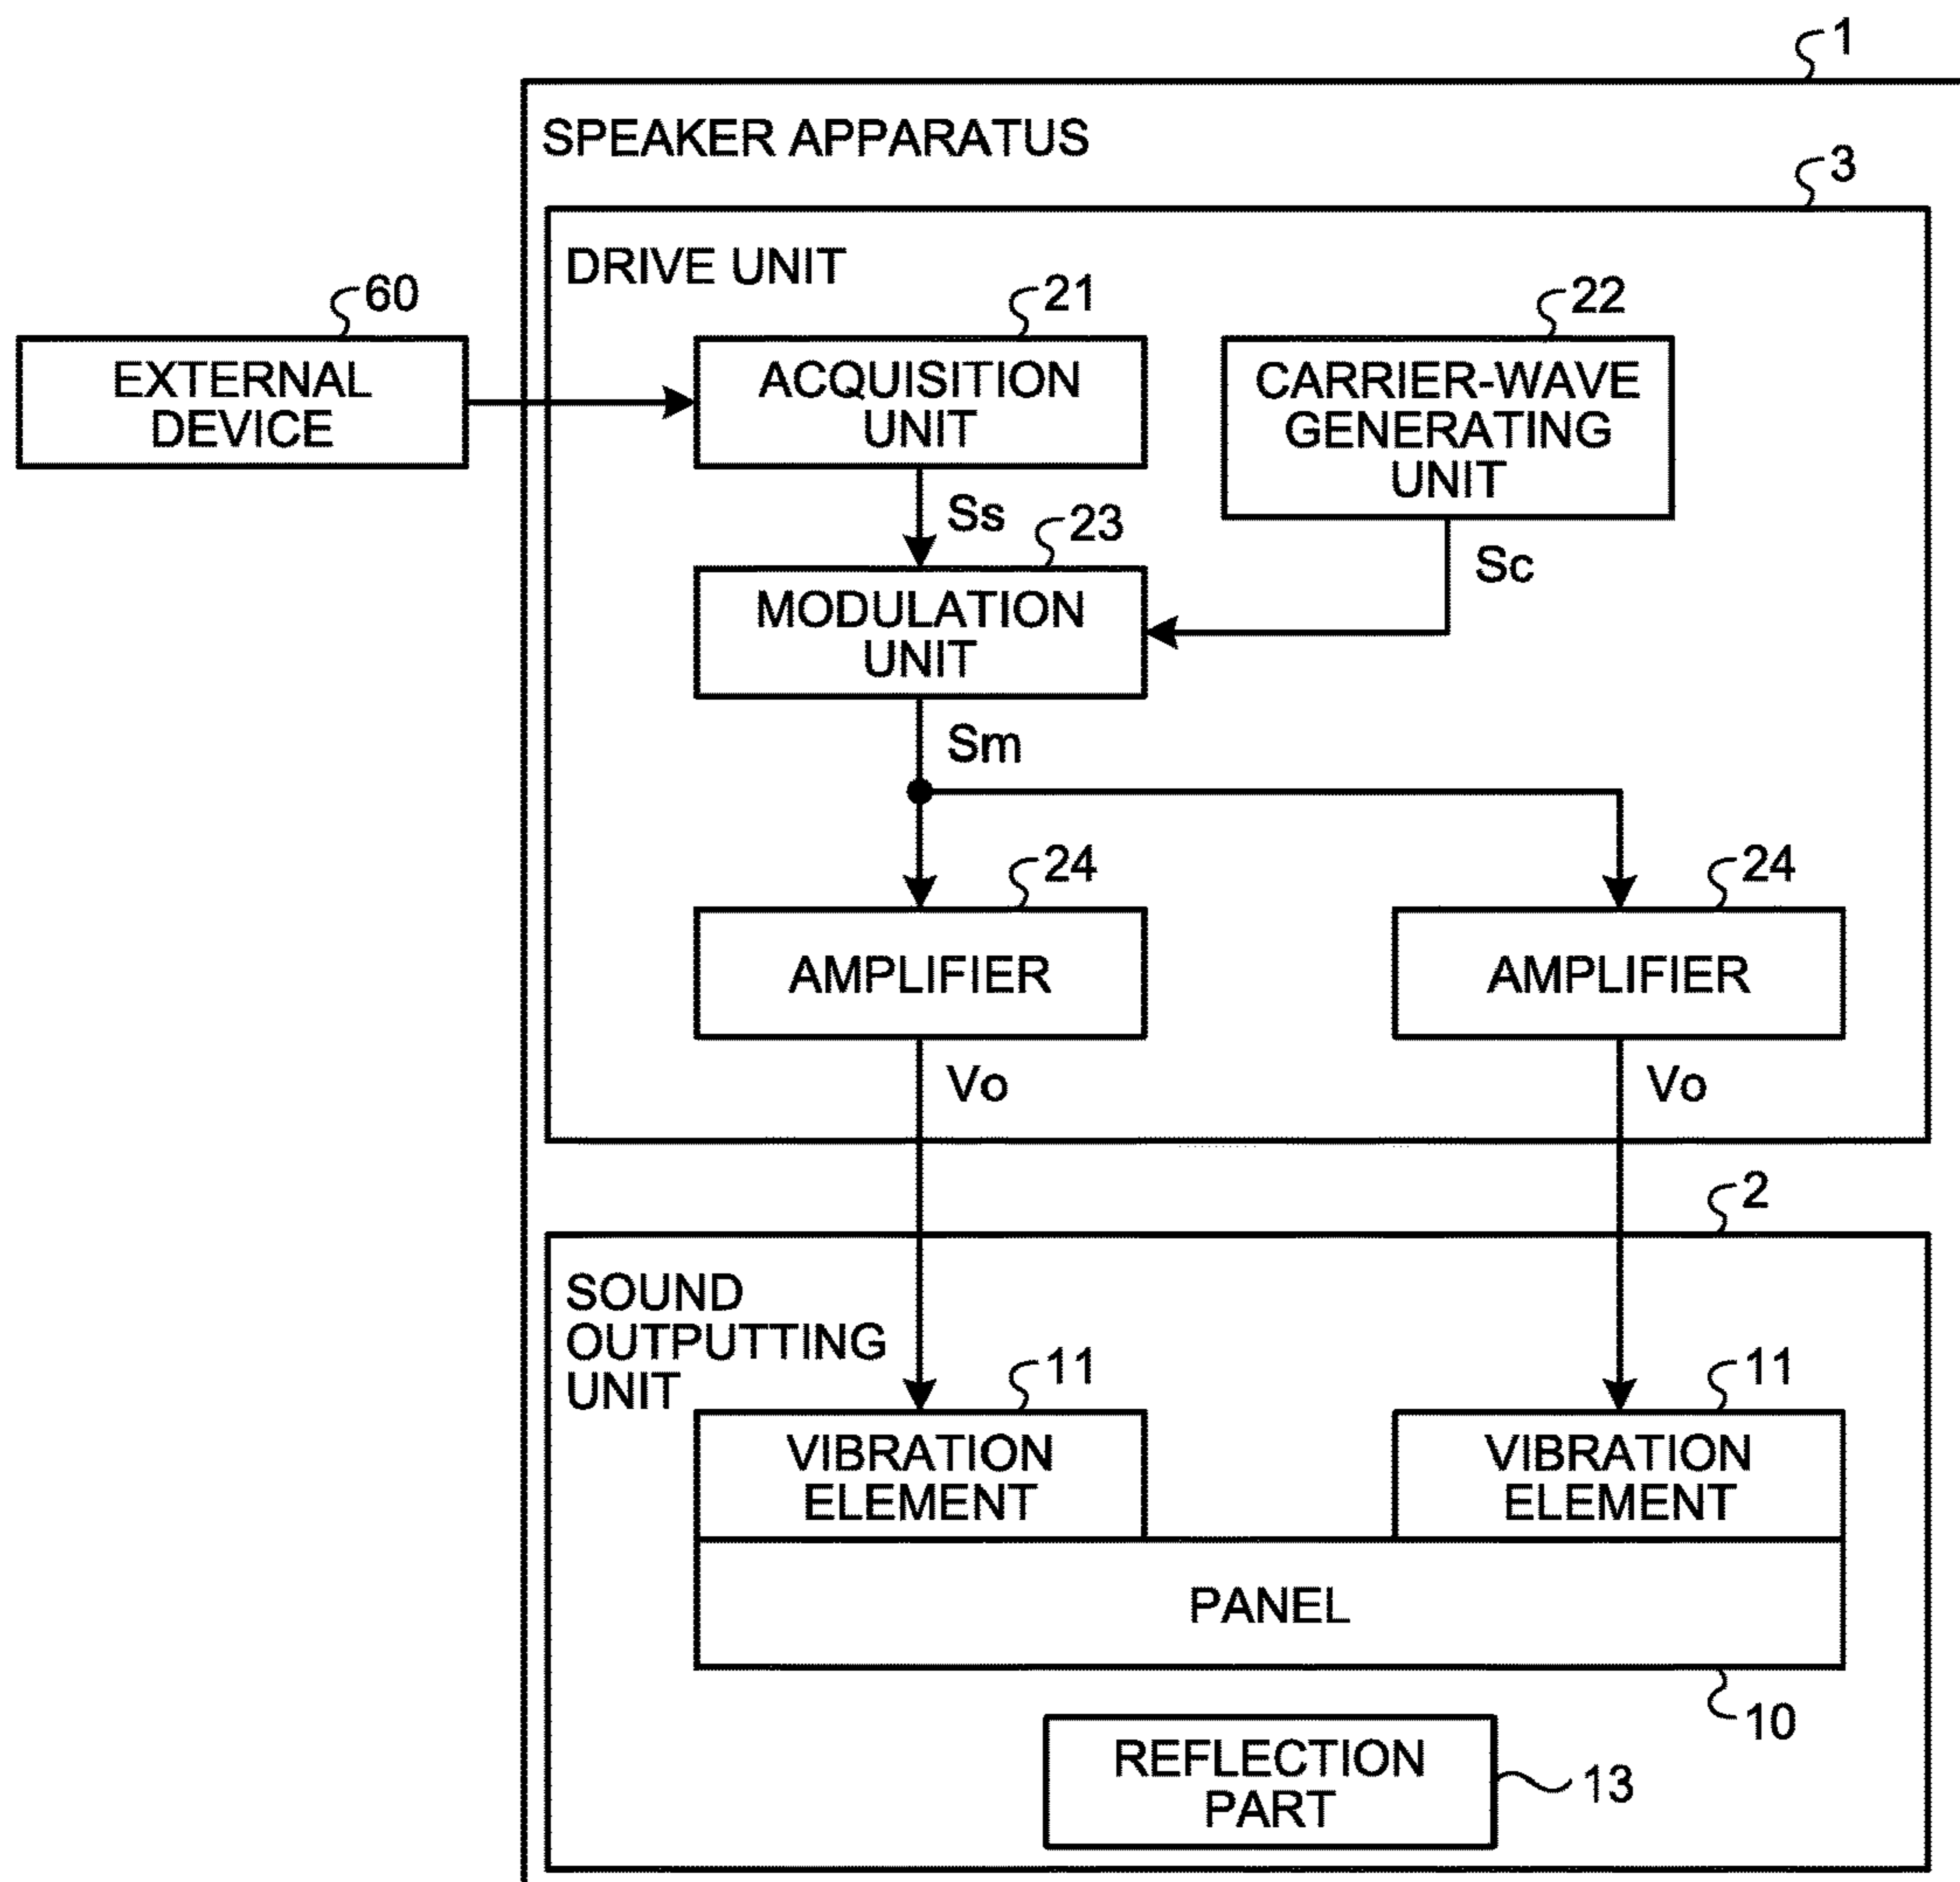 1
SPEAKER APPARATUS
3
DRIVE UNIT
60
21
22
EXTERNAL
DEVICE
ACQUISITION
UNIT
CARRIER-WAVE
GENERATING
UNIT
Ss
23
Sc
MODULATION
UNIT
Sm
24
24
AMPLIFIER
AMPLIFIER
Vo
Vo
2
SOUND
OUTPUTTING
UNIT
11
11
VIBRATION
ELEMENT
VIBRATION
ELEMENT
PANEL
10
REFLECTION
PART
13